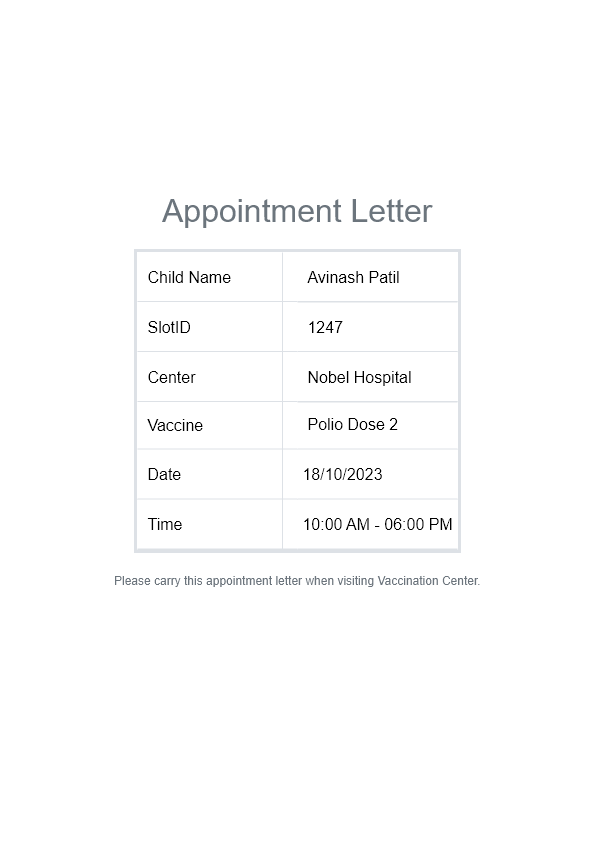 Appointment Letter
Child Name Avinash Patil
SlotID 1247
Center Nobel Hospital
Vaccine Polio Dose 2
Date 18/10/2023
Time 10:00 AM - 06:00 PM
Please carry this appointment letter when visiting Vaccination Center.